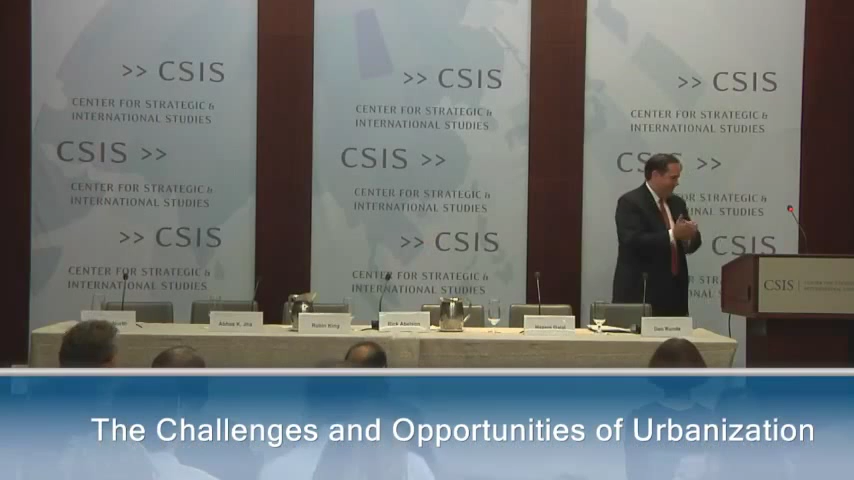 >> CSIS
CENTER FOR STRATEGIC &
INTERNATIONAL STUDIES
CSIS >>
CENTER FOR STRATEGIC &
INTERNATIONAL STUDIES
>> CSIS
CENTER FOR STRATEGIC &
INTERNATIONAL STUDIES
>> CSIS
CENTER FOR STRATEGIC &
INTERNATIONAL STUDIES
CSIS >>
CENTER FOR STRATEGIC &
INTERNATIONAL STUDIES
>> CSIS
CENTER FOR STRATEGIC &
INTERNATIONAL STUDIES
>> CSIS
CENTER FOR STRATEGIC &
INTERNATIONAL STUDIES
CS >>
STRATEGIC &
STUDIES
CSIS
CSIS
Abhas K. Jha
Robin King
Dan Runde
The Challenges and Opportunities of Urbanization